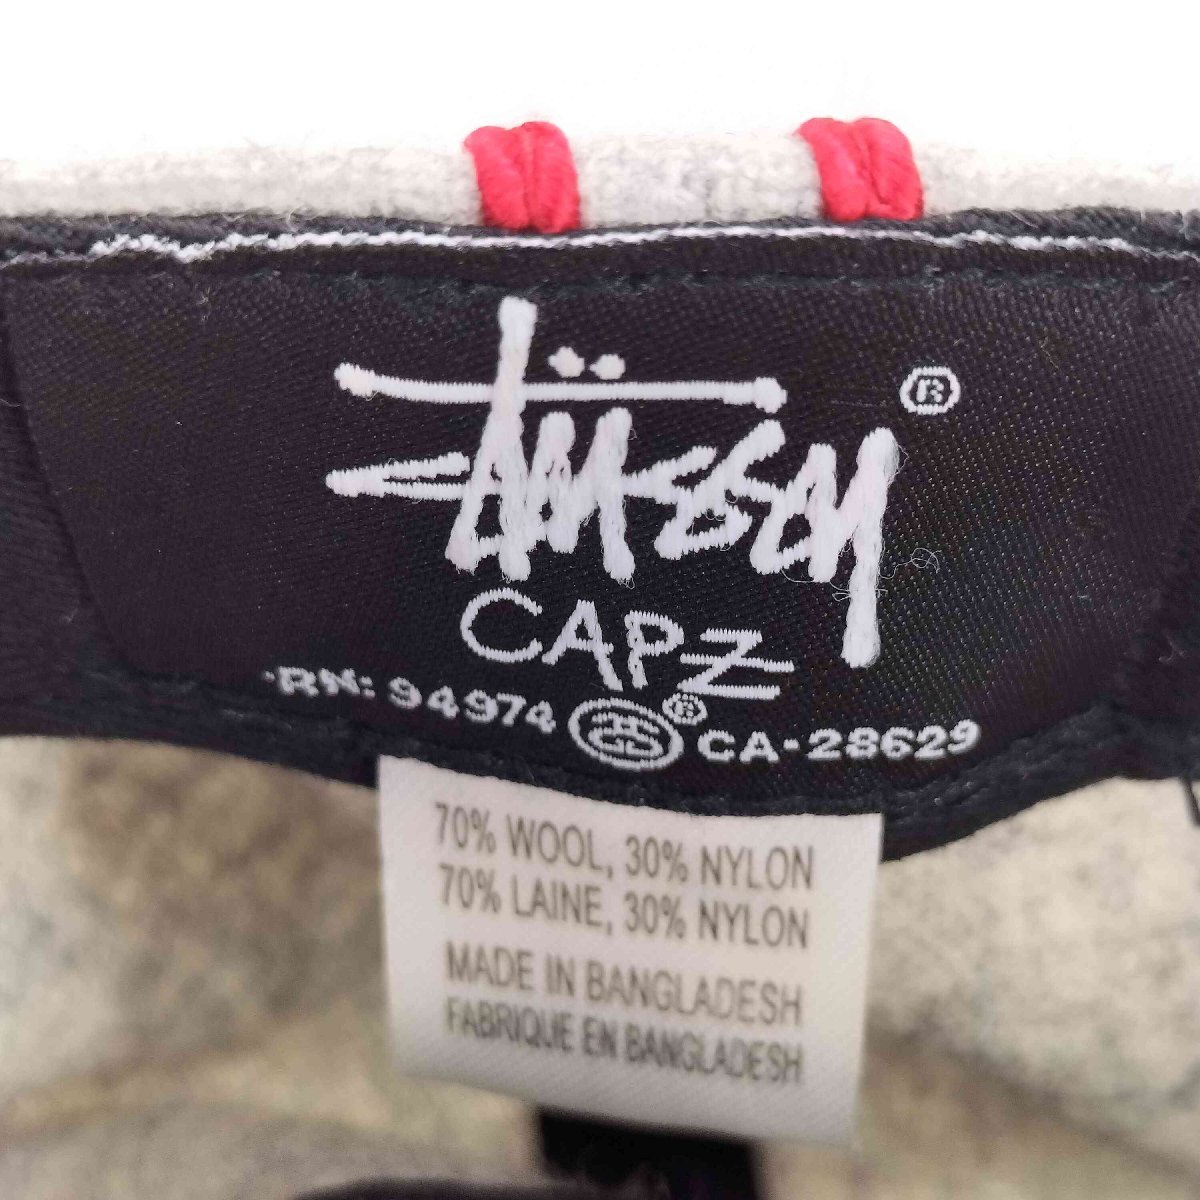 Stüssy ®
CAPZ
RN: 94974 SS ® CA-28629
70% WOOL, 30% NYLON
70% LAINE, 30% NYLON
MADE IN BANGLADESH
FABRIQUE EN BANGLADESH